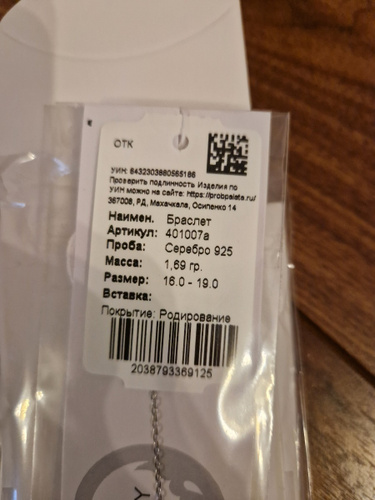 ОТК
УИН: 6432303880565186
Проверить подлинность Изделия по
УИН можно на сайте: https://probpalata.ru/
367008, РД, Махачкала, Осипенко 14
Наимен. Браслет
Артикул: 401007а
Проба: Серебро 925
Масса: 1,69 гр.
Размер: 16.0 - 19.0
Вставка:
Покрытие: Родирование
2038793369125